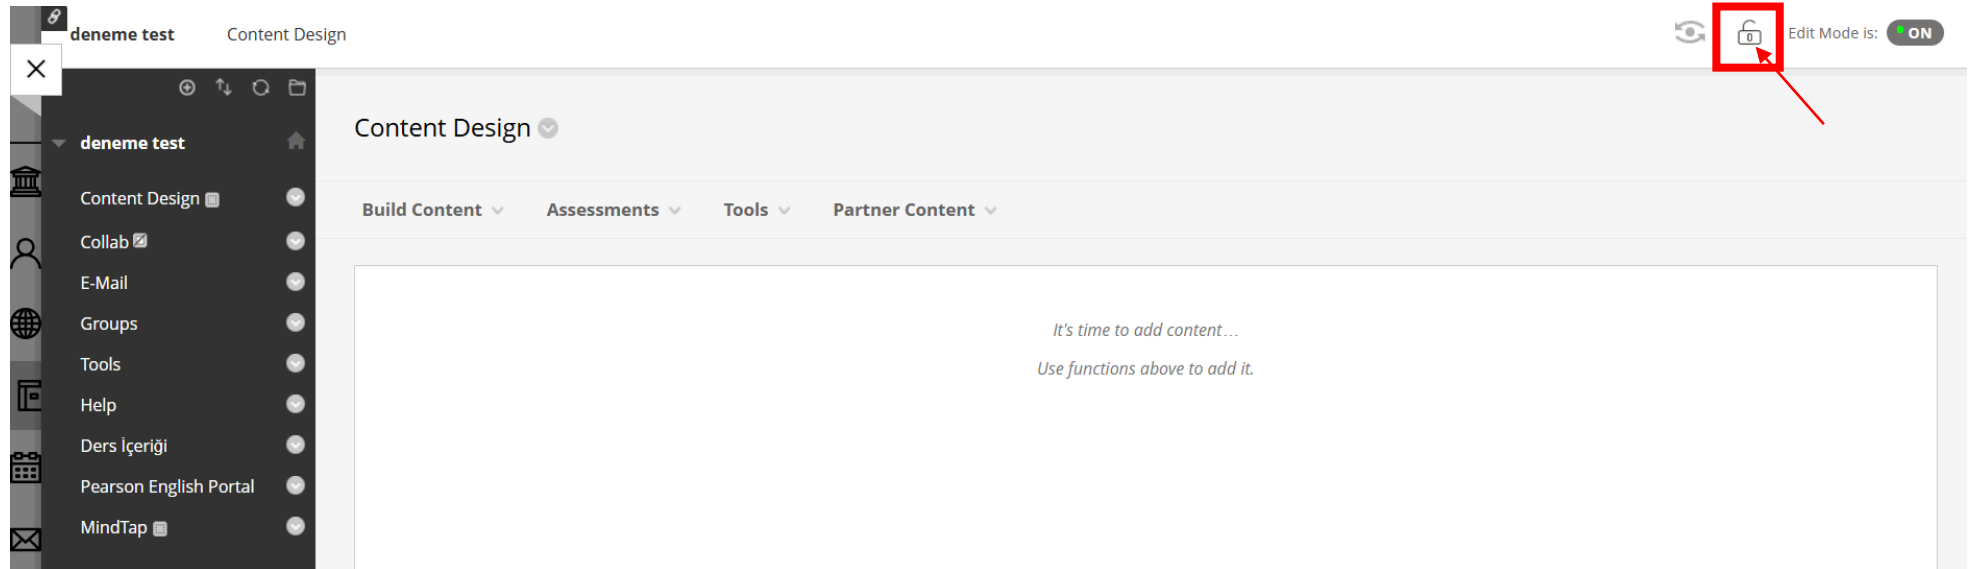 deneme test Content Design
Edit Mode is: ON
deneme test
Content Design
Collab
E-Mail
Groups
Tools
Help
Ders İçeriği
Pearson English Portal
MindTap
Content Design
Build Content Assessments Tools Partner Content
It's time to add content...
Use functions above to add it.